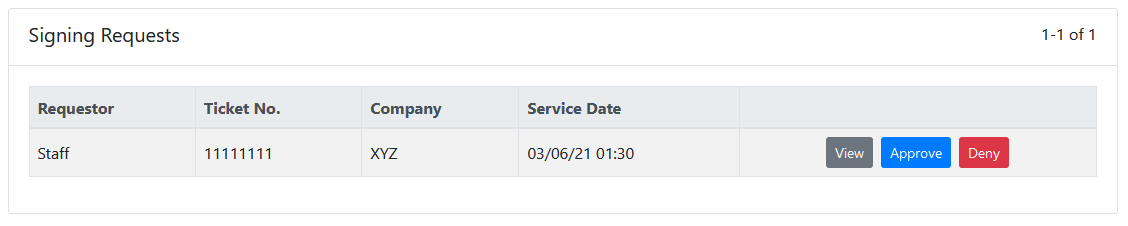 Signing Requests 1-1 of 1
Requestor Ticket No. Company Service Date
Staff 11111111 XYZ 03/06/21 01:30 View Approve Deny